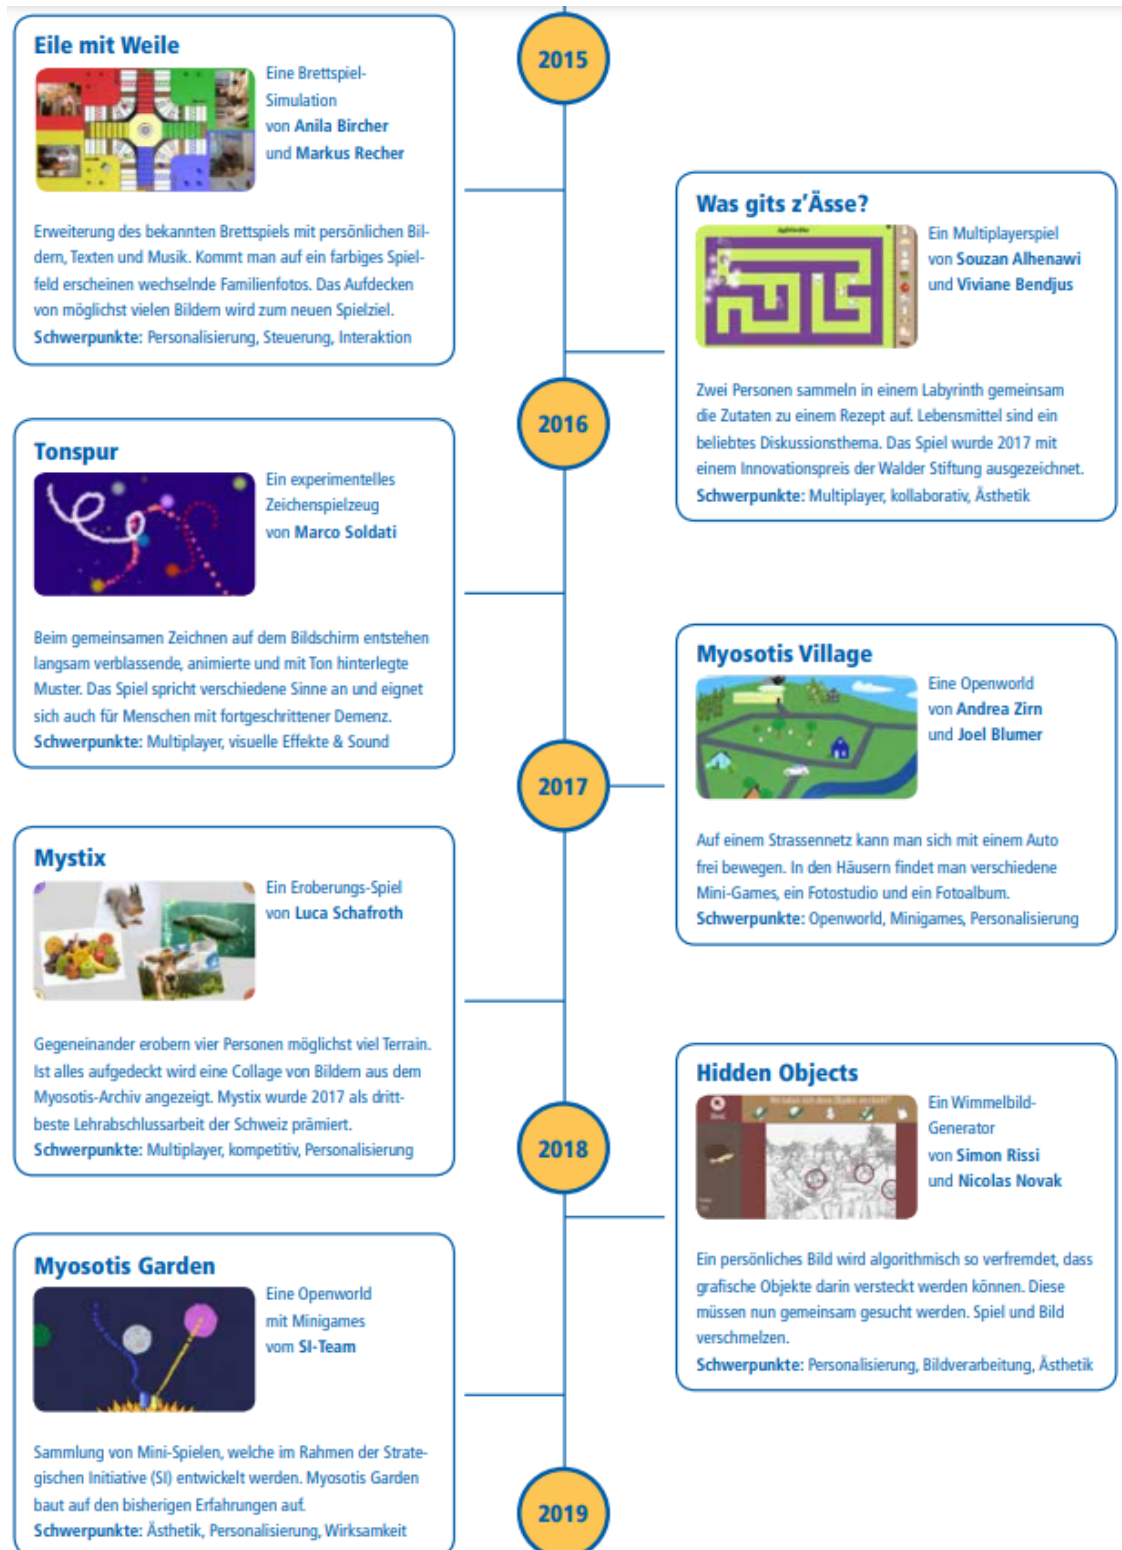 2015
Eile mit Weile
Eine Brettspiel-
Simulation
von Anila Bircher
und Markus Recher
Erweiterung des bekannten Brettspiels mit persönlichen Bil-
dern, Texten und Musik. Kommt man auf ein farbiges Spiel-
feld erscheinen wechselnde Familienfotos. Das Aufdecken
von möglichst vielen Bildern wird zum neuen Spielziel.
Schwerpunkte: Personalisierung, Steuerung, Interaktion
Was gits z'Ässe?
Ein Multiplayerspiel
von Souzan Alhenawi
und Viviane Bendjus
Zwei Personen sammeln in einem Labyrinth gemeinsam
die Zutaten zu einem Rezept auf. Lebensmittel sind ein
beliebtes Diskussionsthema. Das Spiel wurde 2017 mit
einem Innovationspreis der Walder Stiftung ausgezeichnet.
Schwerpunkte: Multiplayer, kollaborativ, Ästhetik
2016
Tonspur
Ein experimentelles
Zeichenspielzeug
von Marco Soldati
Beim gemeinsamen Zeichnen auf dem Bildschirm entstehen
langsam verblassende, animierte und mit Ton hinterlegte
Muster. Das Spiel spricht verschiedene Sinne an und eignet
sich auch für Menschen mit fortgeschrittener Demenz.
Schwerpunkte: Multiplayer, visuelle Effekte & Sound
Myosotis Village
Eine Openworld
von Andrea Zirn
und Joel Blumer
Auf einem Strassennetz kann man sich mit einem Auto
frei bewegen. In den Häusern findet man verschiedene
Mini-Games, ein Fotostudio und ein Fotoalbum.
Schwerpunkte: Openworld, Minigames, Personalisierung
2017
Mystix
Ein Eroberungs-Spiel
von Luca Schafroth
Gegeneinander erobern vier Personen möglichst viel Terrain.
Ist alles aufgedeckt wird eine Collage von Bildern aus dem
Myosotis-Archiv angezeigt. Mystix wurde 2017 als dritt-
beste Lehrabschlussarbeit der Schweiz prämiert.
Schwerpunkte: Multiplayer, kompetitiv, Personalisierung
Hidden Objects
Ein Wimmelbild-
Generator
von Simon Rissi
und Nicolas Novak
Ein persönliches Bild wird algorithmisch so verfremdet, dass
grafische Objekte darin versteckt werden können. Diese
müssen nun gemeinsam gesucht werden. Spiel und Bild
verschmelzen.
Schwerpunkte: Personalisierung, Bildverarbeitung, Ästhetik
2018
Myosotis Garden
Eine Openworld
mit Minigames
vom SI-Team
Sammlung von Mini-Spielen, welche im Rahmen der Strate-
gischen Initiative (SI) entwickelt werden. Myosotis Garden
baut auf den bisherigen Erfahrungen auf.
Schwerpunkte: Ästhetik, Personalisierung, Wirksamkeit
2019